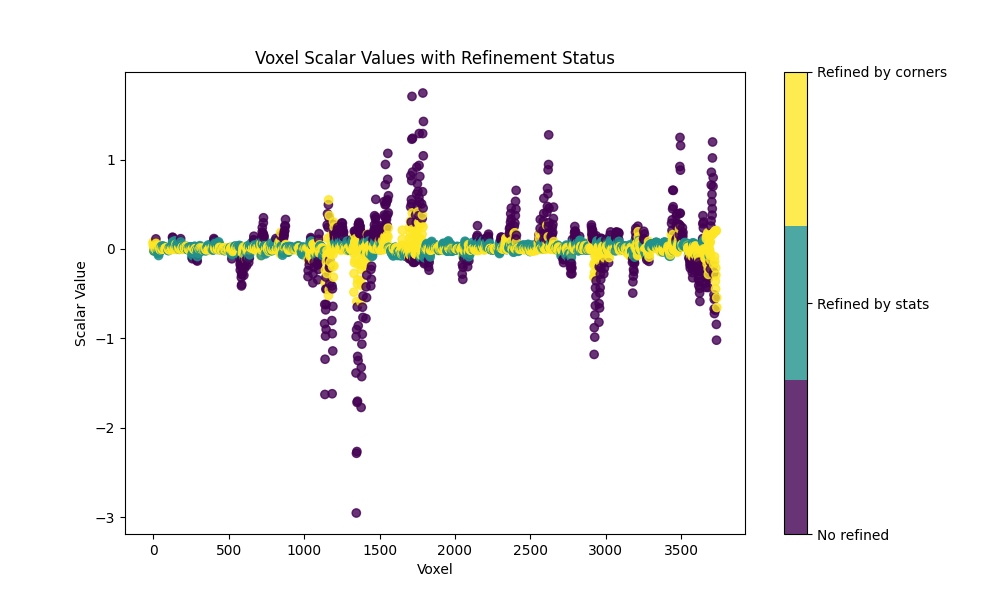 Voxel Scalar Values with Refinement Status
Scalar Value
1
0
−1
−2
−3
0 500 1000 1500 2000 2500 3000 3500
Voxel
Refined by corners
Refined by stats
No refined